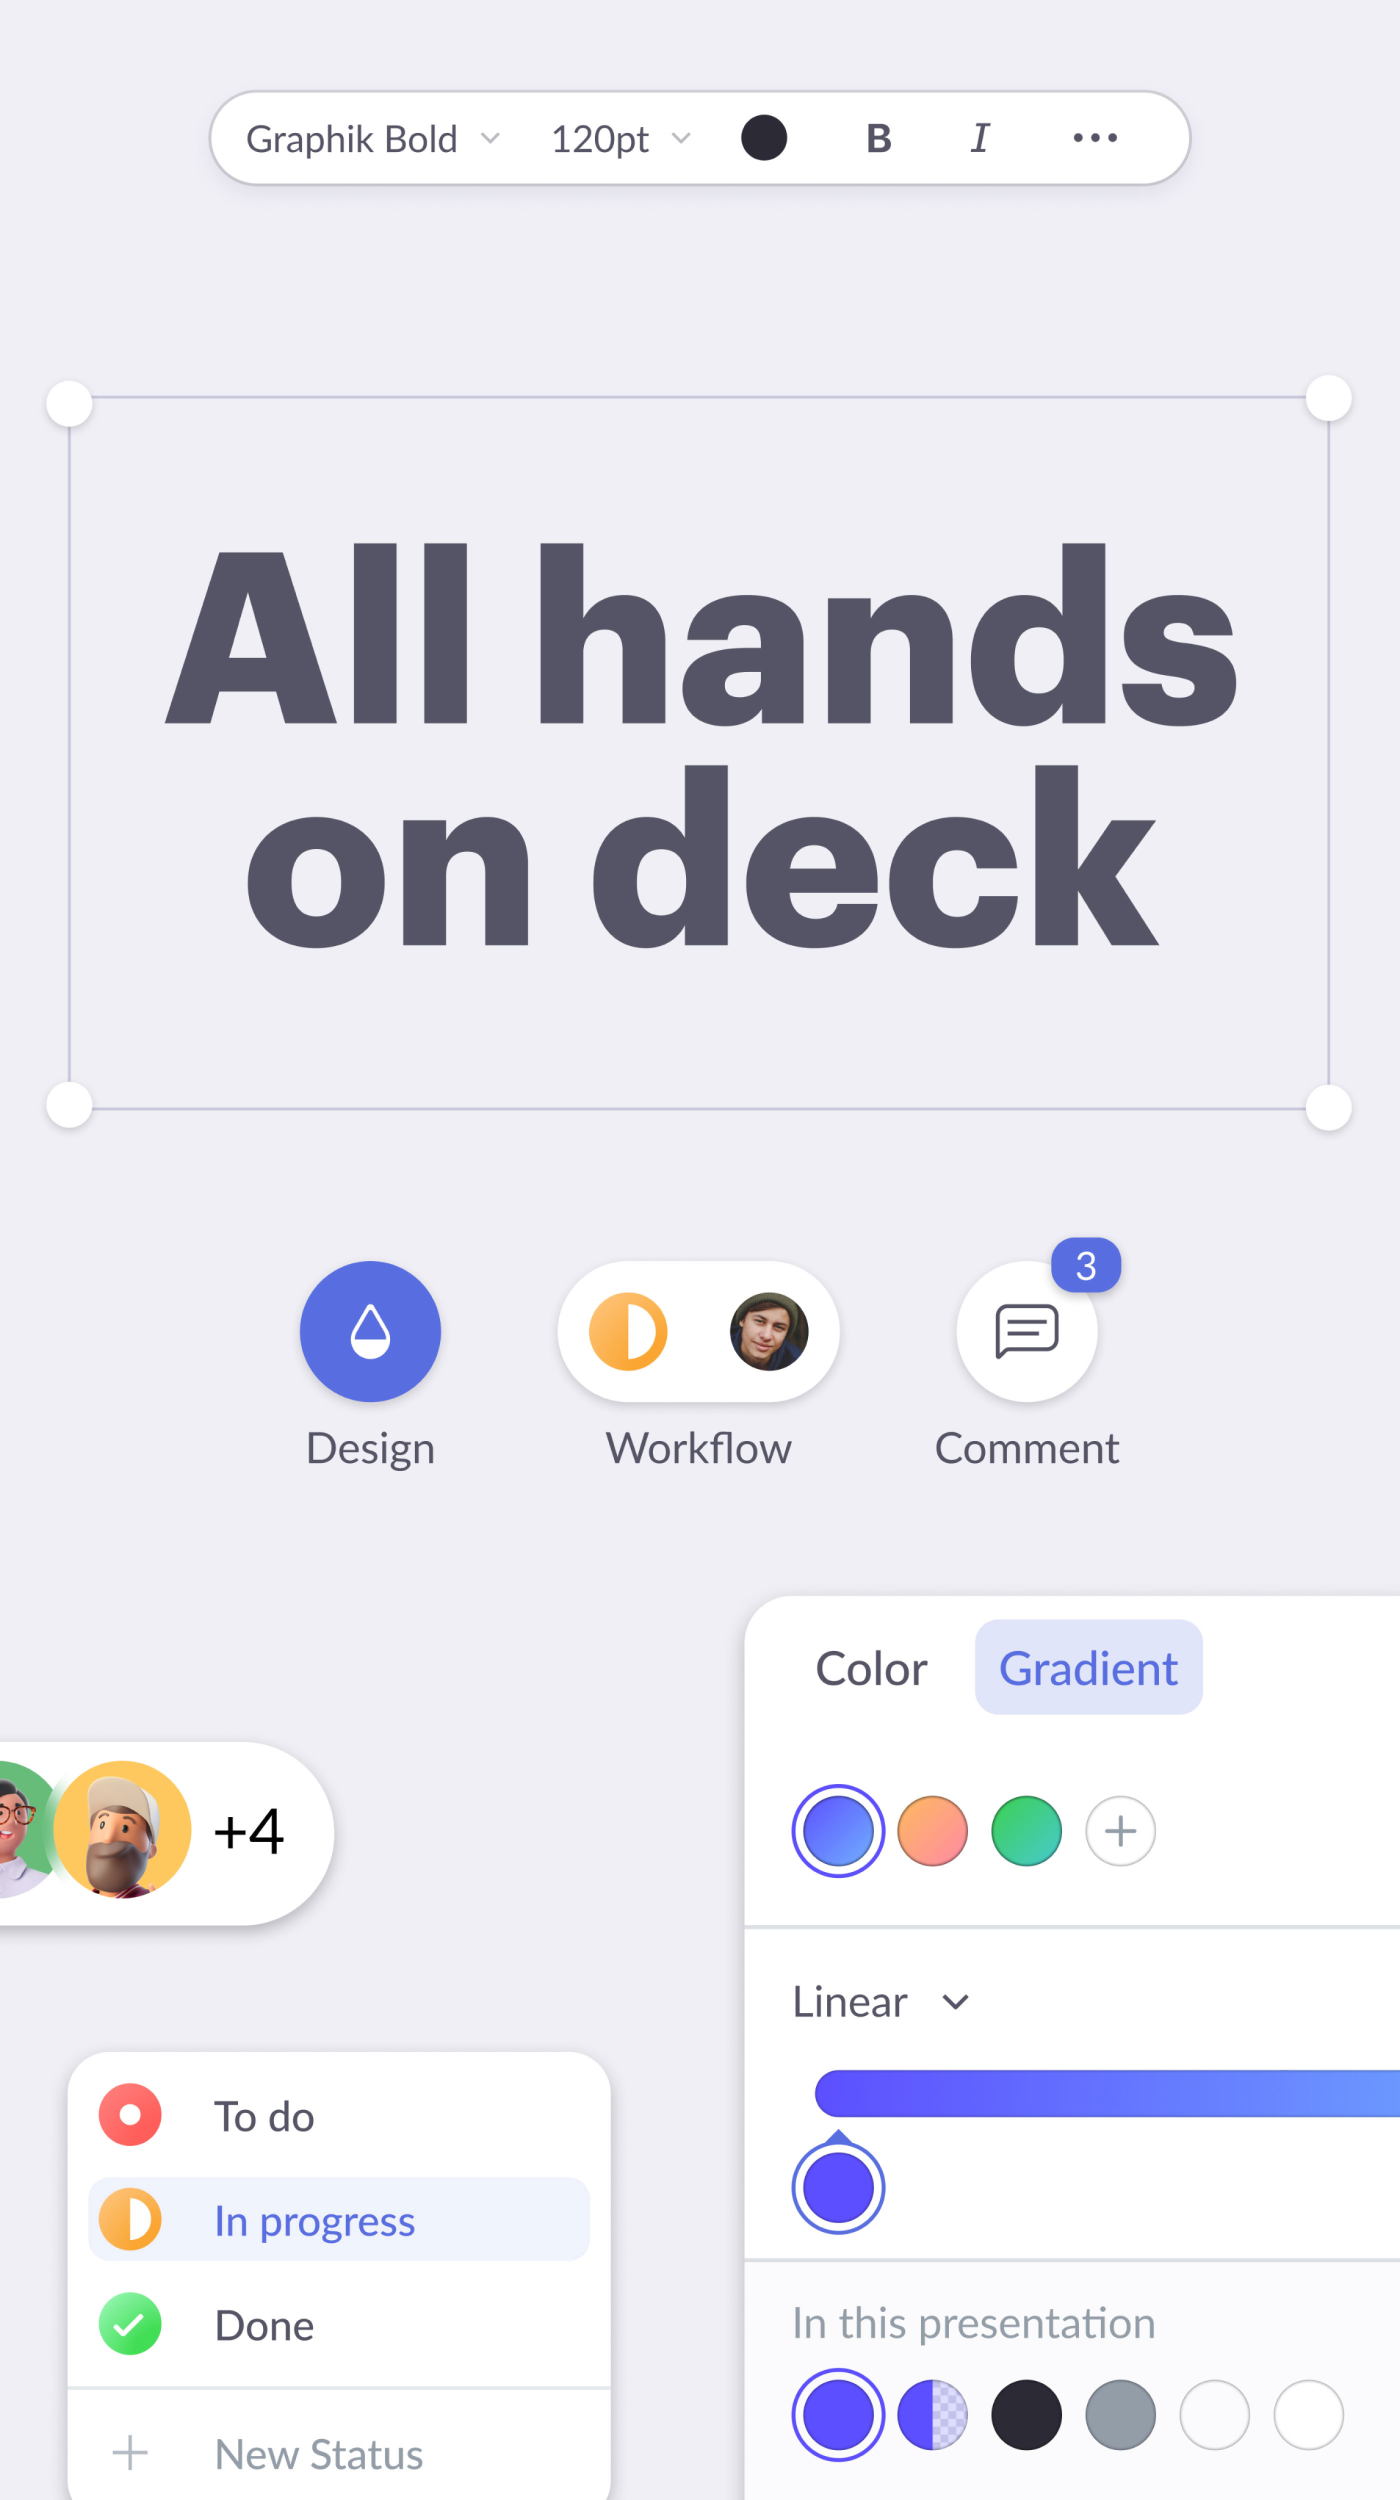 Graphik Bold 120pt B I
All hands
on deck
3
Design Workflow Comment
Color Gradient
+4
Linear
To do
In progress
Done
New Status
In this presentation